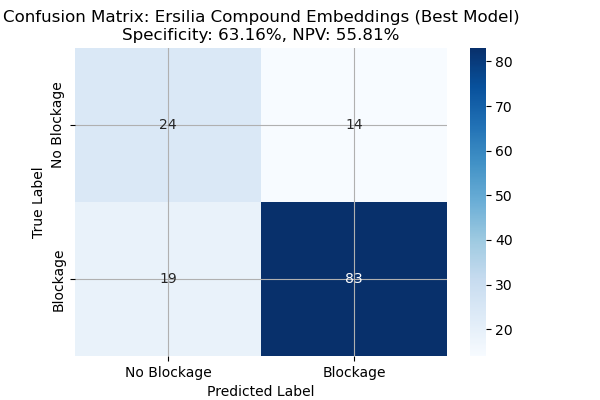 Confusion Matrix: Ersilia Compound Embeddings (Best Model)
Specificity: 63.16%, NPV: 55.81%
True Label
No Blockage
24
14
Blockage
19
83
No Blockage
Blockage
Predicted Label
80
70
60
50
40
30
20